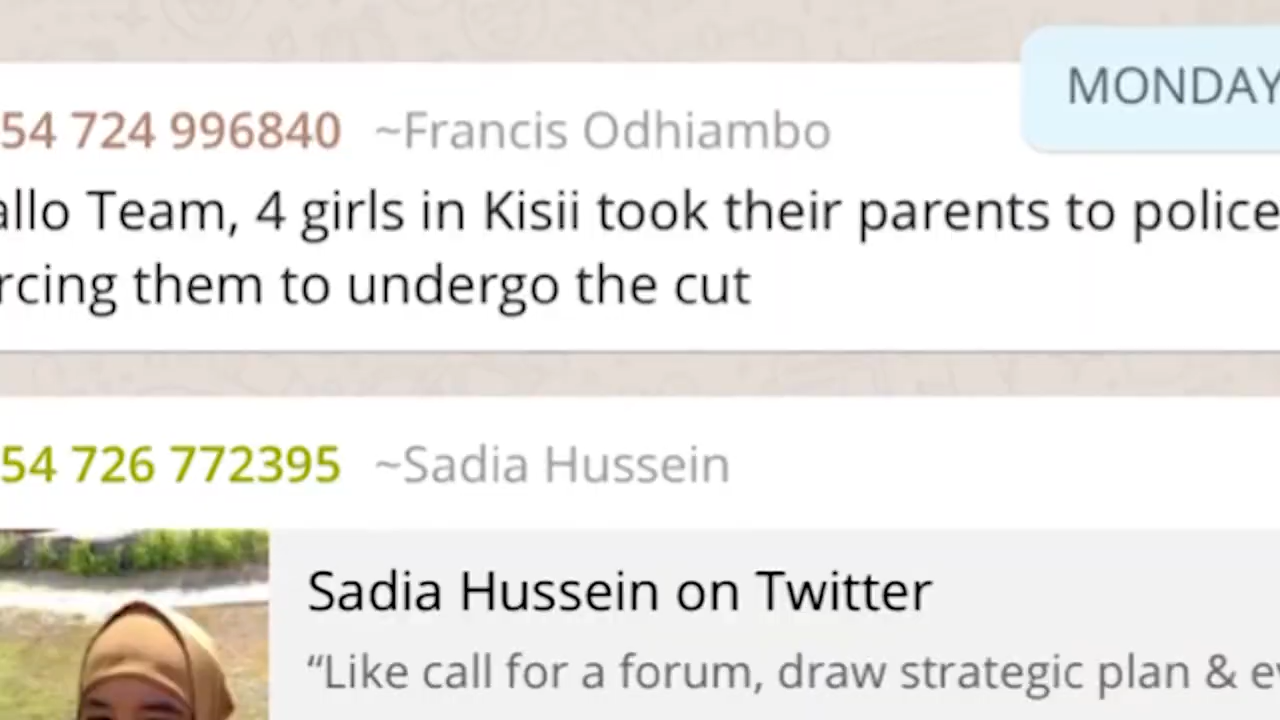 MONDAY
54 724 996840 ~Francis Odhiambo
allo Team, 4 girls in Kisii took their parents to police
rcing them to undergo the cut
54 726 772395 ~Sadia Hussein
Sadia Hussein on Twitter
“Like call for a forum, draw strategic plan & ev